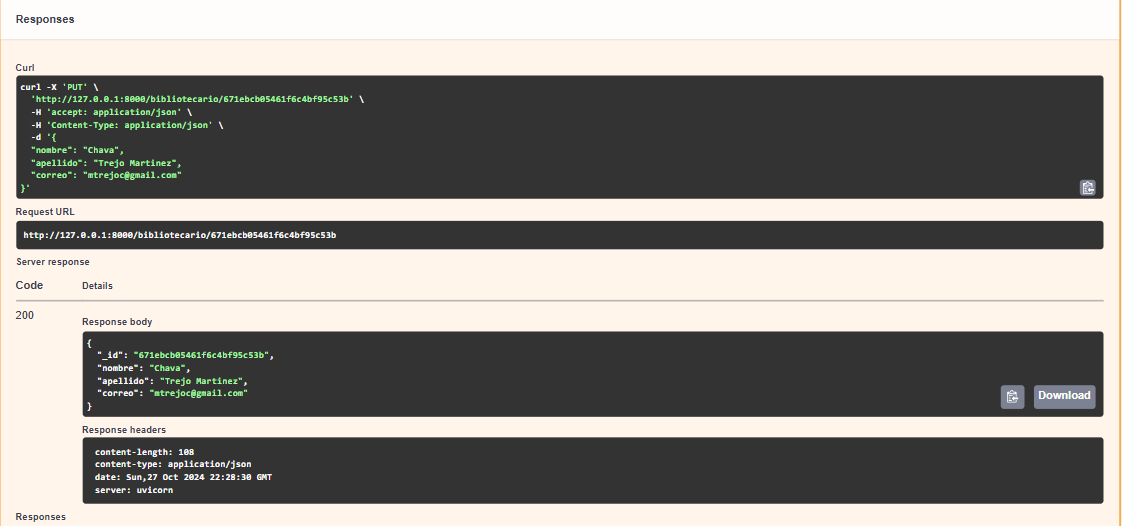 Responses
Curl
curl -X 'PUT' \
'http://127.0.0.1:8000/bibliotecario/671ebcb05461f6c4bf95c53b' \
-H 'accept: application/json' \
-H 'Content-Type: application/json' \
-d '{
"nombre": "Chava",
"apellido": "Trejo Martinez",
"correo": "mtrejoc@gmail.com"
}'
Request URL
http://127.0.0.1:8000/bibliotecario/671ebcb05461f6c4bf95c53b
Server response
Code Details
200
Response body
{
"_id": "671ebcb05461f6c4bf95c53b",
"nombre": "Chava",
"apellido": "Trejo Martinez",
"correo": "mtrejoc@gmail.com"
}
Download
Response headers
content-length: 108
content-type: application/json
date: Sun,27 Oct 2024 22:28:30 GMT
server: uvicorn
Responses